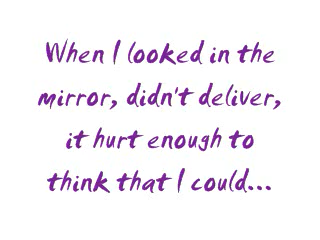 When I looked in the
mirror, didn't deliver,
it hurt enough to
think that I could...